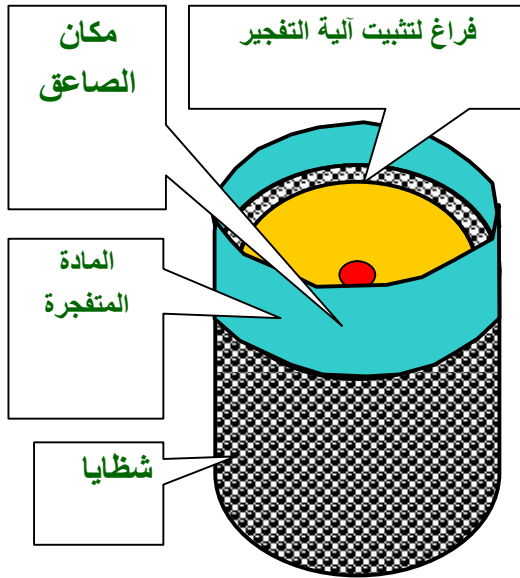 مكان
الصاعق
فراغ لتثبيت آلية التفجير
المادة
المتفجرة
شظايا